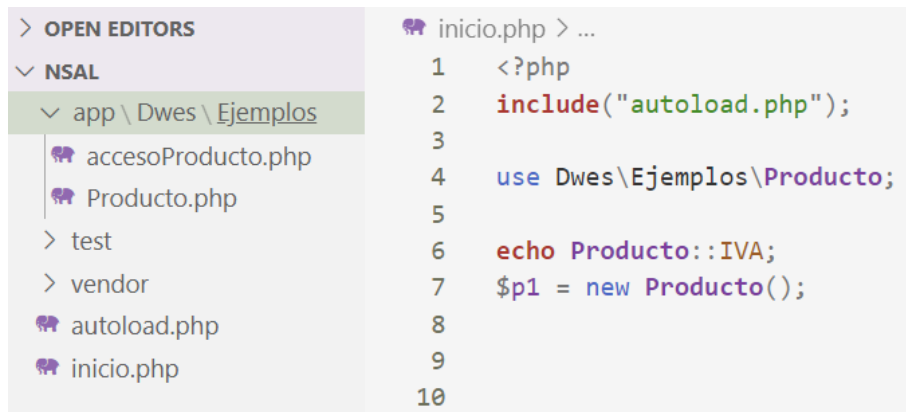 OPEN EDITORS
NSAL
app \ Dwes \ Ejemplos
accesoProducto.php
Producto.php
test
vendor
autoload.php
inicio.php
inicio.php > ...
1 <?php
2 include("autoload.php");
3
4 use Dwes\Ejemplos\Producto;
5
6 echo Producto::IVA;
7 $p1 = new Producto();
8
9
10